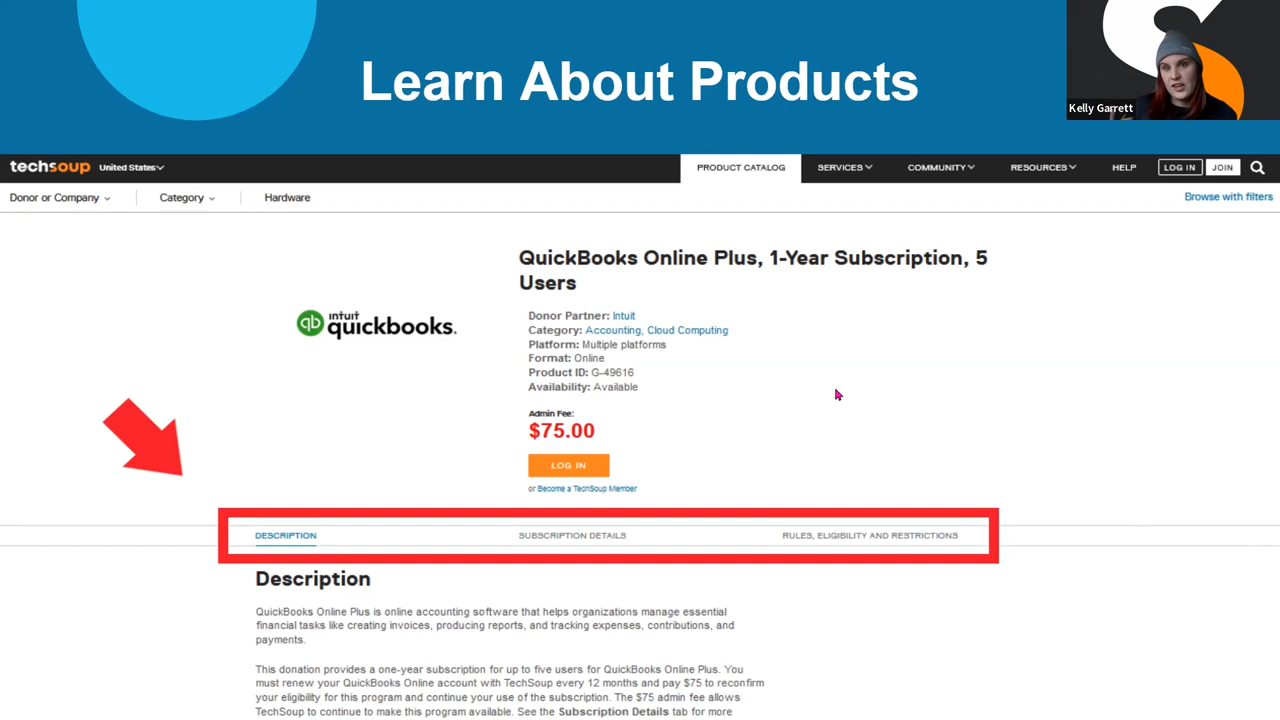 Learn About Products
Kelly Garrett
techsoup United States
PRODUCT CATALOG SERVICES COMMUNITY RESOURCES HELP LOG IN JOIN
Donor or Company Category Hardware Browse with filters
QuickBooks Online Plus, 1-Year Subscription, 5
Users
intuit
qb quickbooks.
Donor Partner: Intuit
Category: Accounting, Cloud Computing
Platform: Multiple platforms
Format: Online
Product ID: G-49616
Availability: Available
Admin Fee:
$75.00
LOG IN
or Become a TechSoup Member
DESCRIPTION SUBSCRIPTION DETAILS RULES, ELIGIBILITY AND RESTRICTIONS
Description
QuickBooks Online Plus is online accounting software that helps organizations manage essential
financial tasks like creating invoices, producing reports, and tracking expenses, contributions, and
payments.
This donation provides a one-year subscription for up to five users for QuickBooks Online Plus. You
must renew your QuickBooks Online account with TechSoup every 12 months and pay $75 to reconfirm
your eligibility for this program and continue your use of the subscription. The $75 admin fee allows
TechSoup to continue to make this program available. See the Subscription Details tab for more